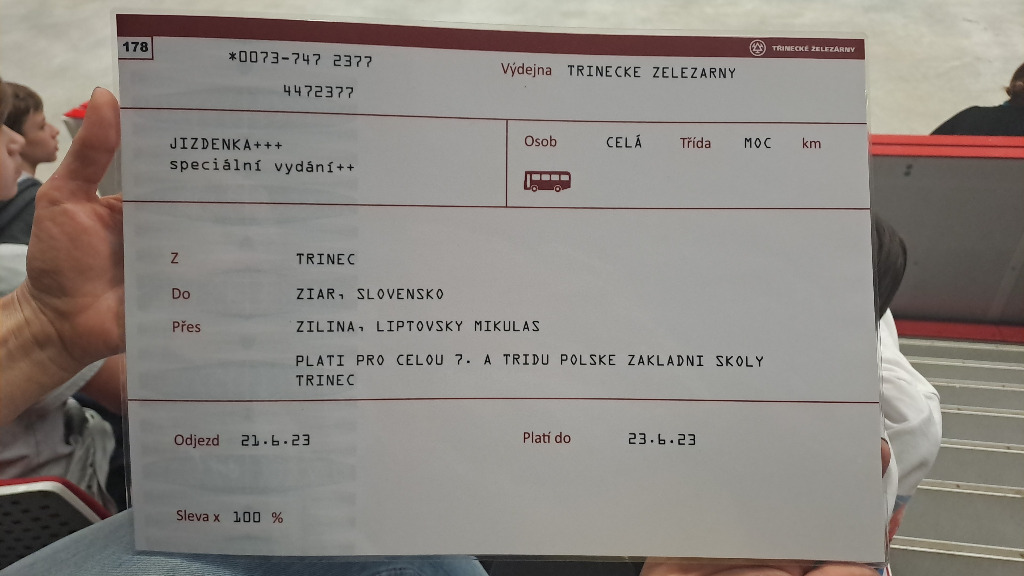 178
TŘINECKÉ ŽELEZÁRNY
*0073-747 2377
Výdejna TRINECKE ZELEZARNY
4472377
JIZDENKA+++
speciální vydání++
Osob CELÁ Třída MOC km
Z TRINEC
Do ZIAR, SLOVENSKO
Přes ZILINA, LIPTOVSKY MIKULAS
PLATI PRO CELOU 7. A TRIDU POLSKE ZAKLADNI SKOLY
TRINEC
Odjezd 21.6.23 Platí do 23.6.23
Sleva x 100 %